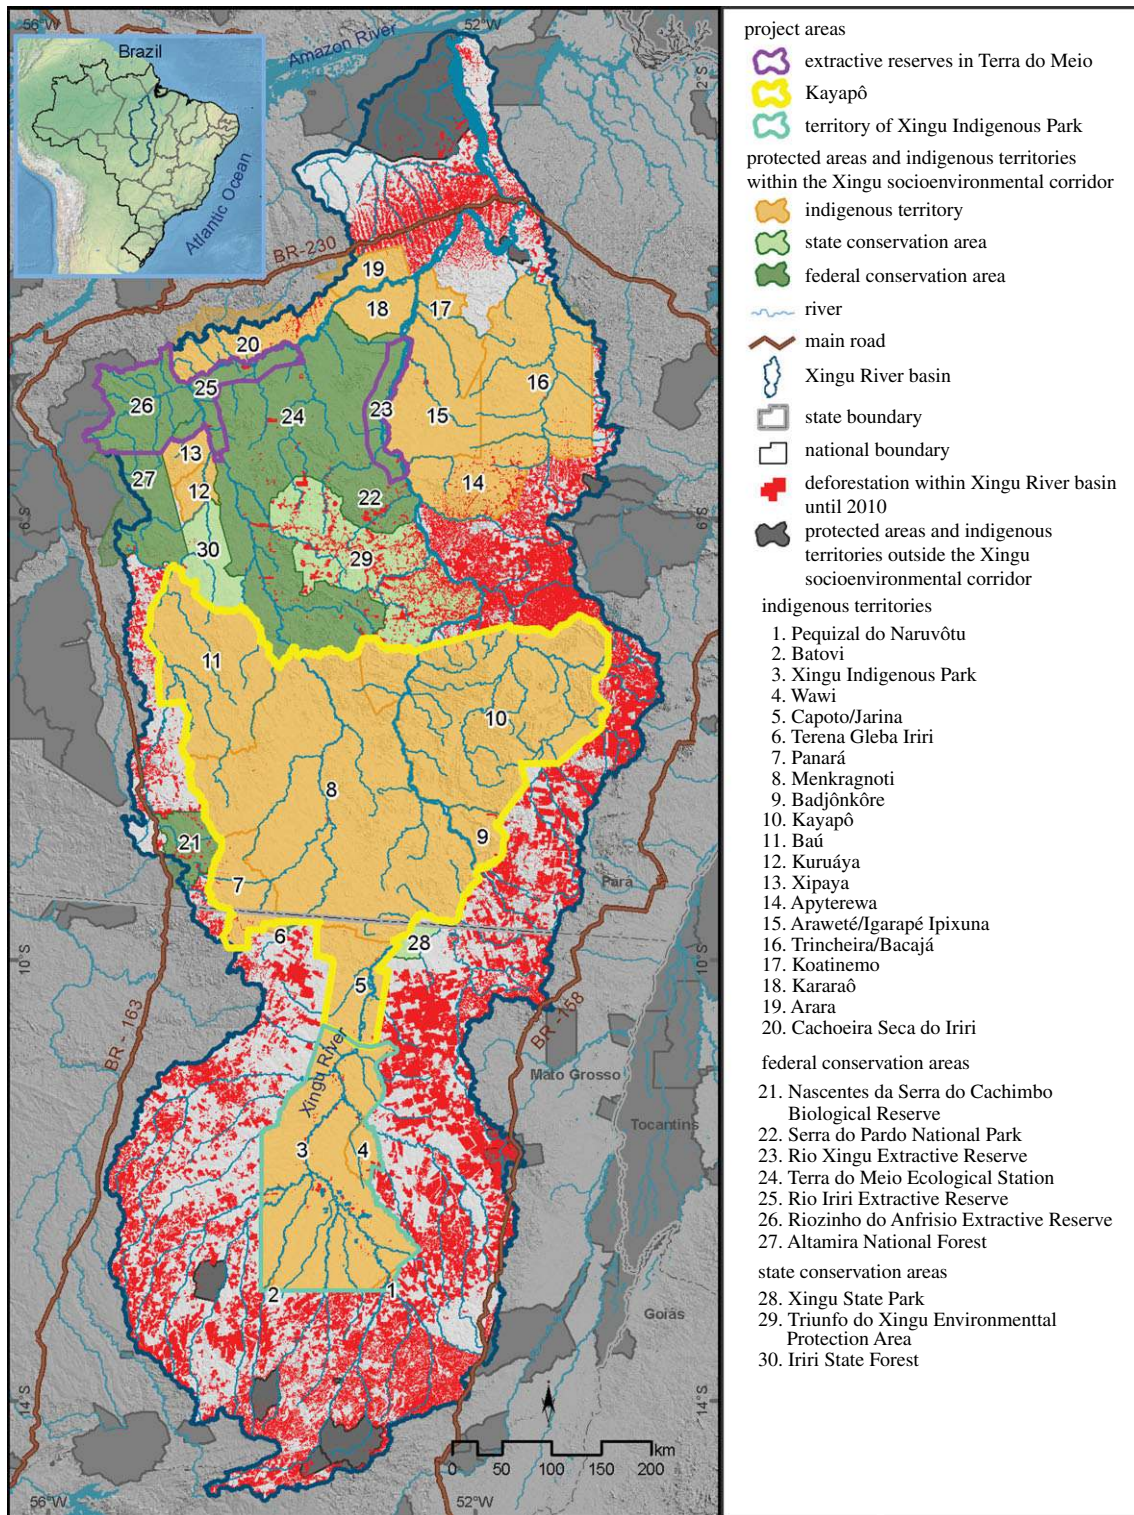 56°W
52°W
Brazil
Atlantic Ocean
Amazon River
2°S
BR-230
19
18
17
20
25
16
26
24
23
15
13
27
12
22
14
6°S
6°S
30
29
11
10
8
9
21
7
Pará
6
28
10°S
10°S
5
BR - 163
BR - 158
Xingu River
Mato Grosso
Tocantins
3
4
2
1
Goiás
14°S
14°S
km
0 50 100 150 200
56°W
52°W
project areas
extractive reserves in Terra do Meio
Kayapô
territory of Xingu Indigenous Park
protected areas and indigenous territories
within the Xingu socioenvironmental corridor
indigenous territory
state conservation area
federal conservation area
river
main road
Xingu River basin
state boundary
national boundary
deforestation within Xingu River basin
until 2010
protected areas and indigenous
territories outside the Xingu
socioenvironmental corridor
indigenous territories
1. Pequizal do Naruvôtu
2. Batovi
3. Xingu Indigenous Park
4. Wawi
5. Capoto/Jarina
6. Terena Gleba Iriri
7. Panará
8. Menkragnoti
9. Badjônkôre
10. Kayapô
11. Baú
12. Kuruáya
13. Xipaya
14. Apyterewa
15. Araweté/Igarapé Ipixuna
16. Trincheira/Bacajá
17. Koatinemo
18. Kararaô
19. Arara
20. Cachoeira Seca do Iriri
federal conservation areas
21. Nascentes da Serra do Cachimbo
Biological Reserve
22. Serra do Pardo National Park
23. Rio Xingu Extractive Reserve
24. Terra do Meio Ecological Station
25. Rio Iriri Extractive Reserve
26. Riozinho do Anfrisio Extractive Reserve
27. Altamira National Forest
state conservation areas
28. Xingu State Park
29. Triunfo do Xingu Environmenttal
Protection Area
30. Iriri State Forest